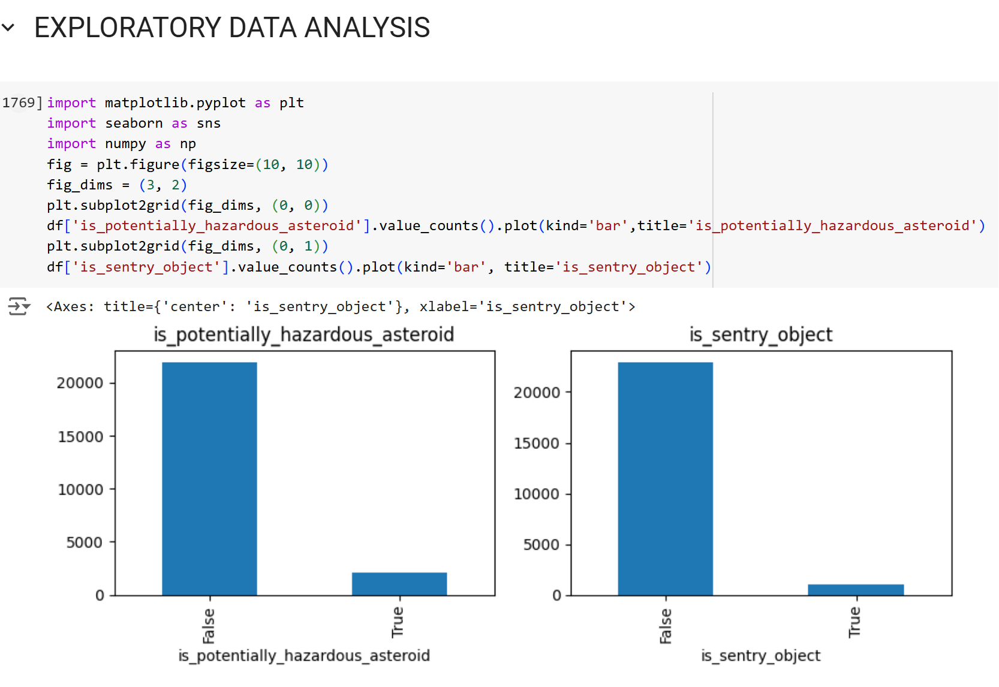 EXPLORATORY DATA ANALYSIS
1769] import matplotlib.pyplot as plt
import seaborn as sns
import numpy as np
fig = plt.figure(figsize=(10, 10))
fig_dims = (3, 2)
plt.subplot2grid(fig_dims, (0, 0))
df['is_potentially_hazardous_asteroid'].value_counts().plot(kind='bar',title='is_potentially_hazardous_asteroid')
plt.subplot2grid(fig_dims, (0, 1))
df['is_sentry_object'].value_counts().plot(kind='bar', title='is_sentry_object')
<Axes: title={'center': 'is_sentry_object'}, xlabel='is_sentry_object'>
is_potentially_hazardous_asteroid
20000
15000
10000
5000
0
False
True
is_potentially_hazardous_asteroid
is_sentry_object
20000
15000
10000
5000
0
False
True
is_sentry_object